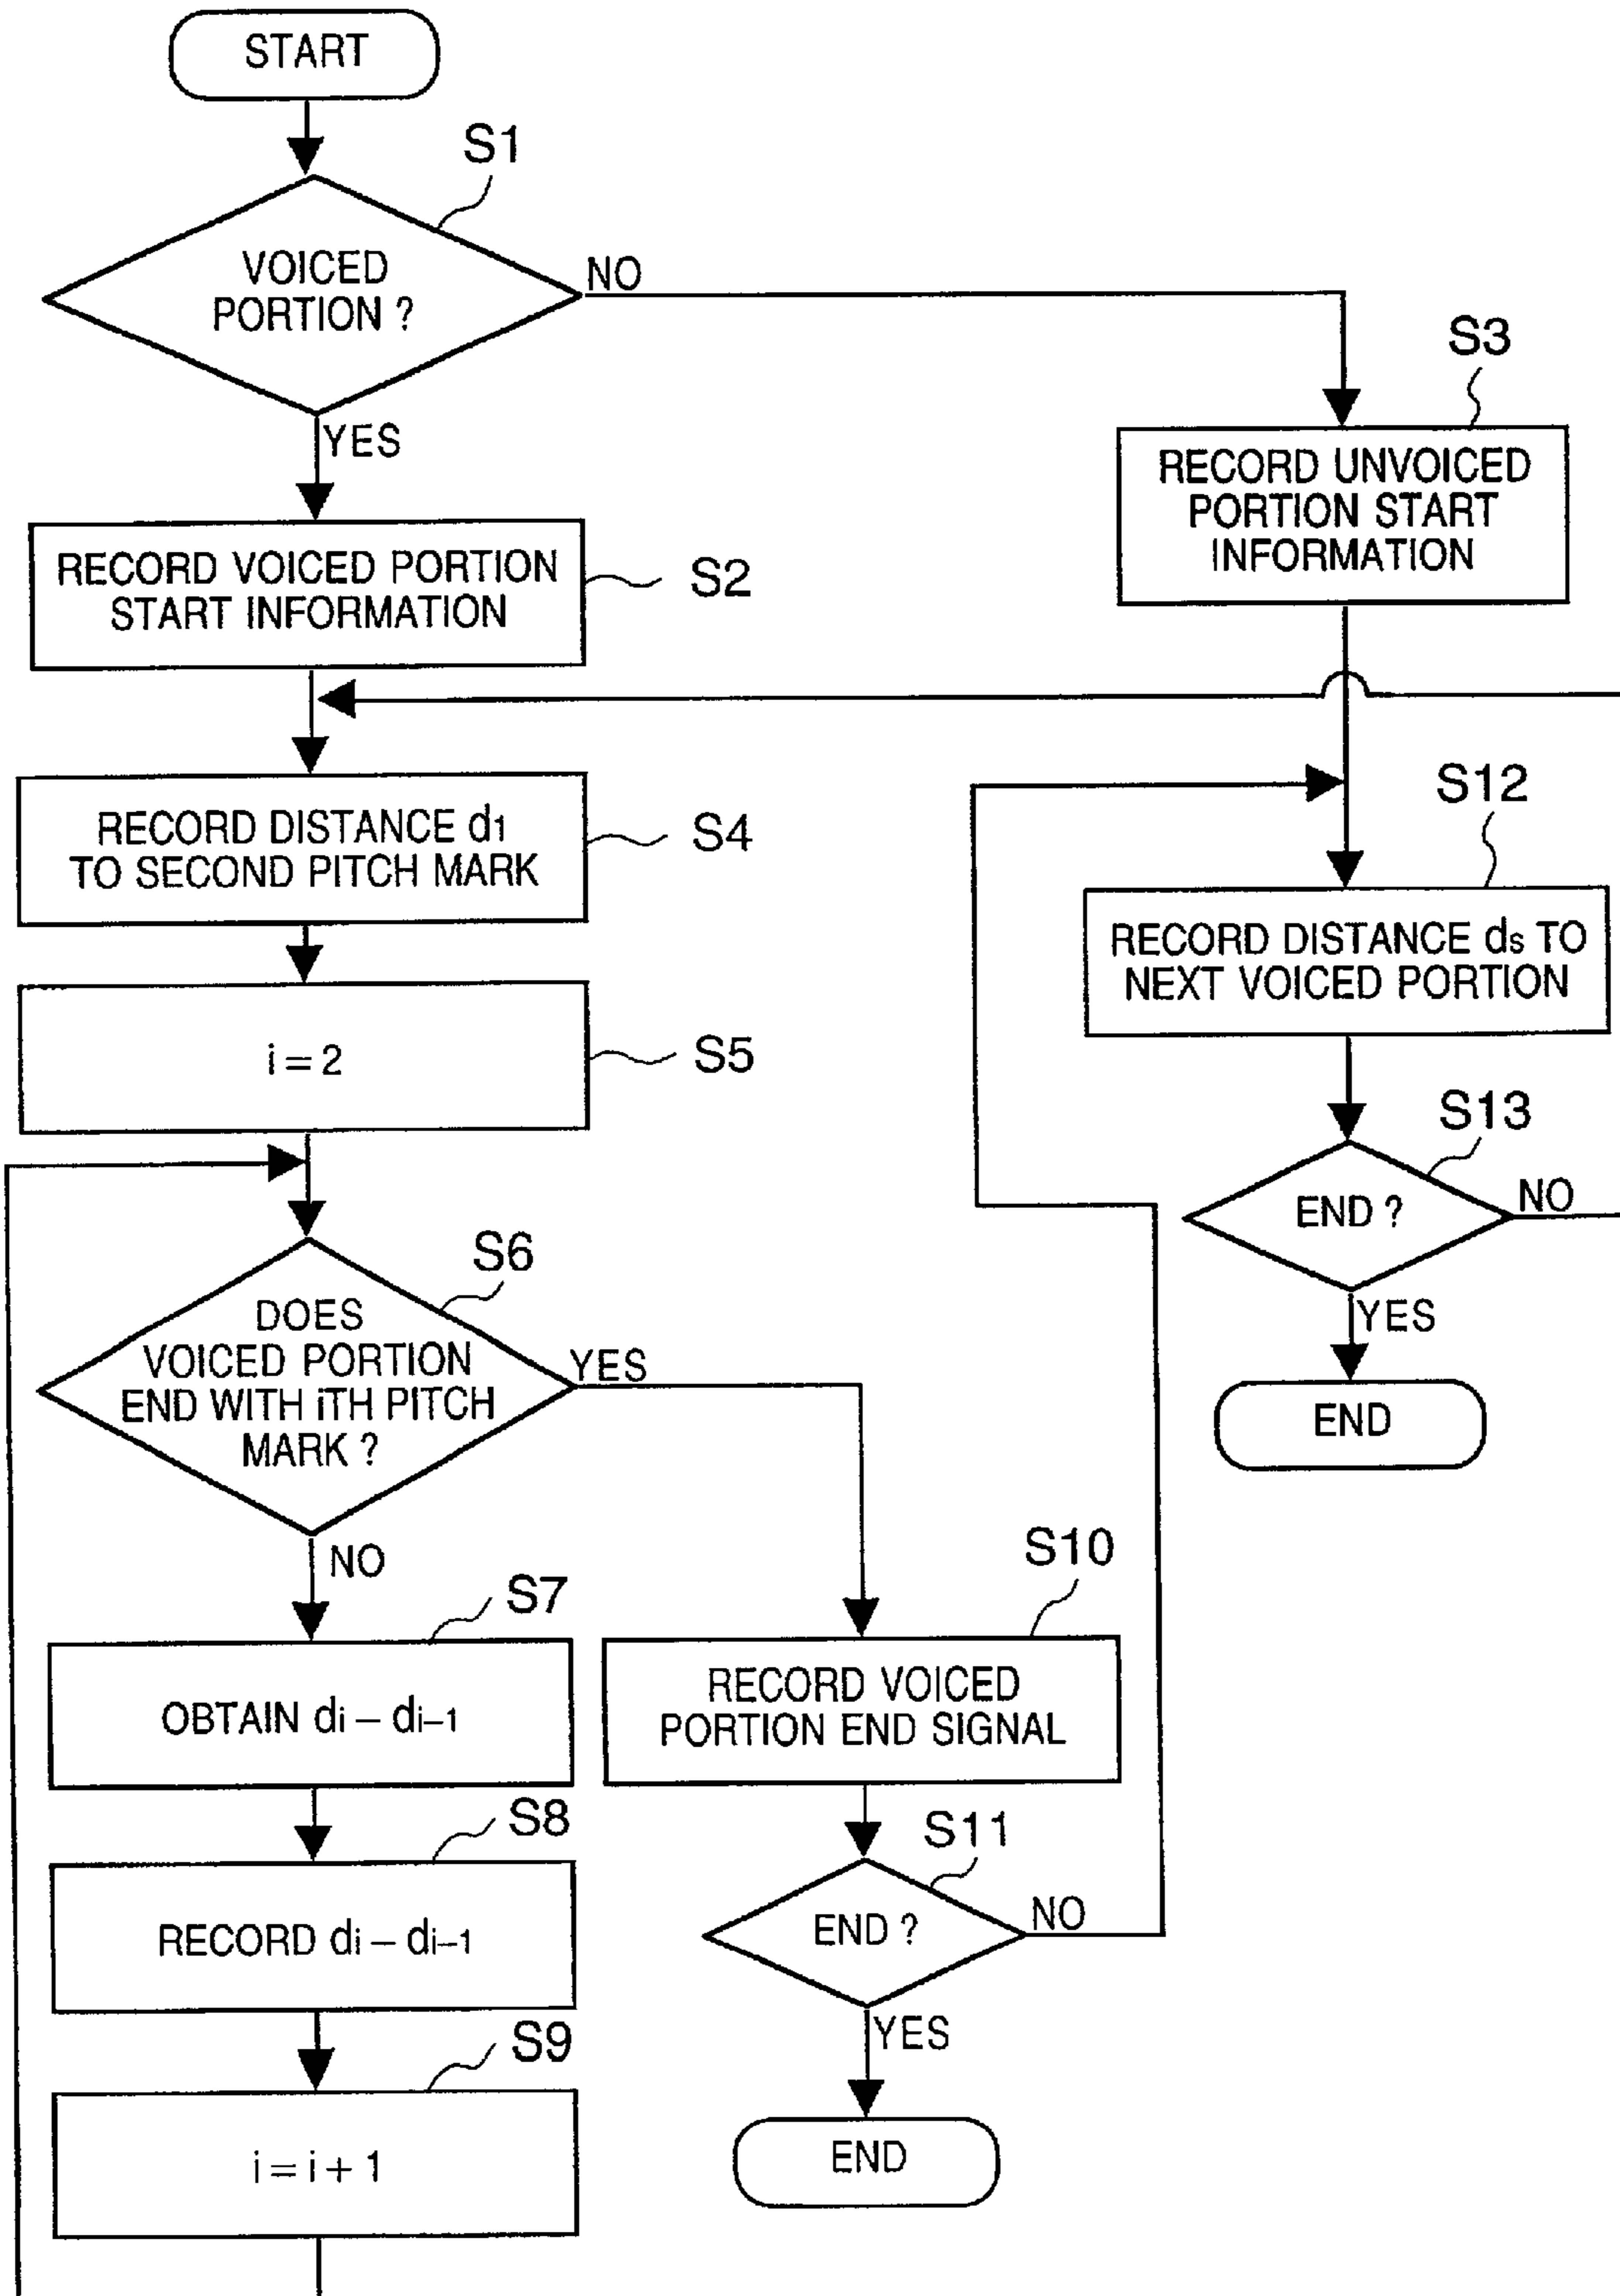 START
S1
VOICED
PORTION ?
NO
YES
S3
RECORD UNVOICED
PORTION START
INFORMATION
RECORD VOICED PORTION
START INFORMATION
S2
RECORD DISTANCE d1
TO SECOND PITCH MARK
S4
S12
RECORD DISTANCE ds TO
NEXT VOICED PORTION
i = 2
S5
S13
END ?
NO
YES
END
S6
DOES
VOICED PORTION
END WITH iTH PITCH
MARK ?
YES
NO
S7
OBTAIN di – di–1
S10
RECORD VOICED
PORTION END SIGNAL
S8
RECORD di – di–1
S11
END ?
NO
YES
END
S9
i = i + 1